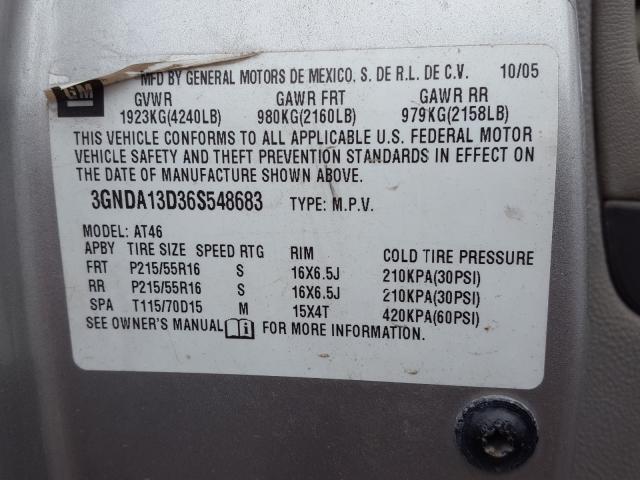 GM
MFD BY GENERAL MOTORS DE MEXICO, S. DE R.L. DE C.V. 10/05
GVWR GAWR FRT GAWR RR
1923KG(4240LB) 980KG(2160LB) 979KG(2158LB)
THIS VEHICLE CONFORMS TO ALL APPLICABLE U.S. FEDERAL MOTOR
VEHICLE SAFETY AND THEFT PREVENTION STANDARDS IN EFFECT ON
THE DATE OF MANUFACTURE SHOWN ABOVE.
3GNDA13D36S548683 TYPE: M.P.V.
MODEL: AT46
APBY TIRE SIZE SPEED RTG RIM COLD TIRE PRESSURE
FRT P215/55R16 S 16X6.5J 210KPA(30PSI)
RR P215/55R16 S 16X6.5J 210KPA(30PSI)
SPA T115/70D15 M 15X4T 420KPA(60PSI)
SEE OWNER'S MANUAL FOR MORE INFORMATION.